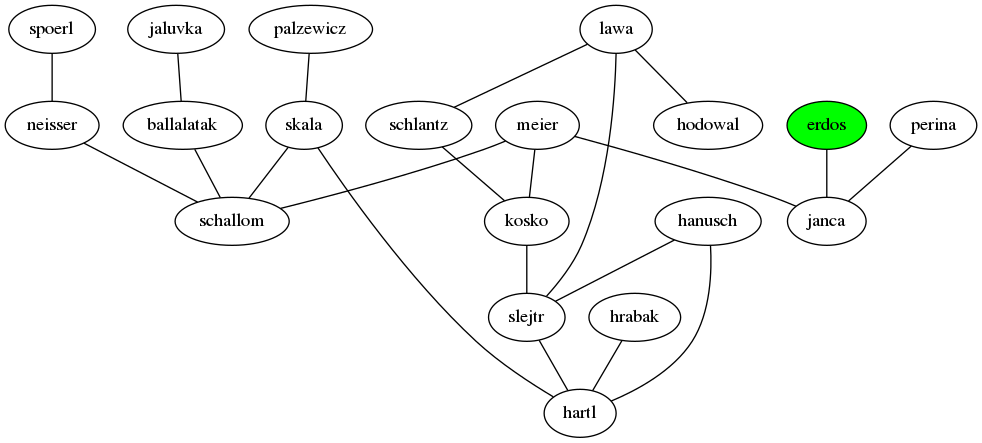 spoerl
jaluvka
palzewicz
lawa
neisser
ballalatak
skala
schlantz
meier
hodowal
erdos
perina
schallom
kosko
hanusch
janca
slejtr
hrabak
hartl